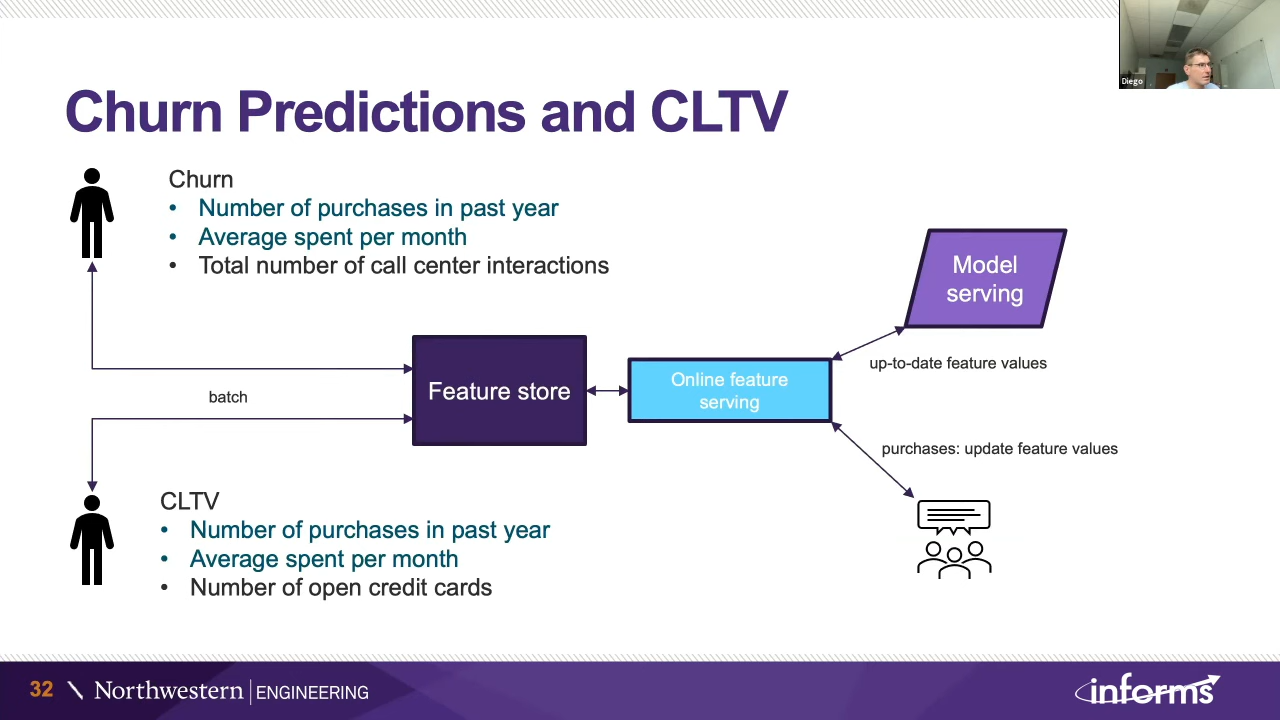 Diego
Churn Predictions and CLTV
Churn
• Number of purchases in past year
• Average spent per month
• Total number of call center interactions
Model
serving
up-to-date feature values
Feature store
Online feature
serving
batch
purchases: update feature values
CLTV
• Number of purchases in past year
• Average spent per month
• Number of open credit cards
32 Northwestern | ENGINEERING
informs